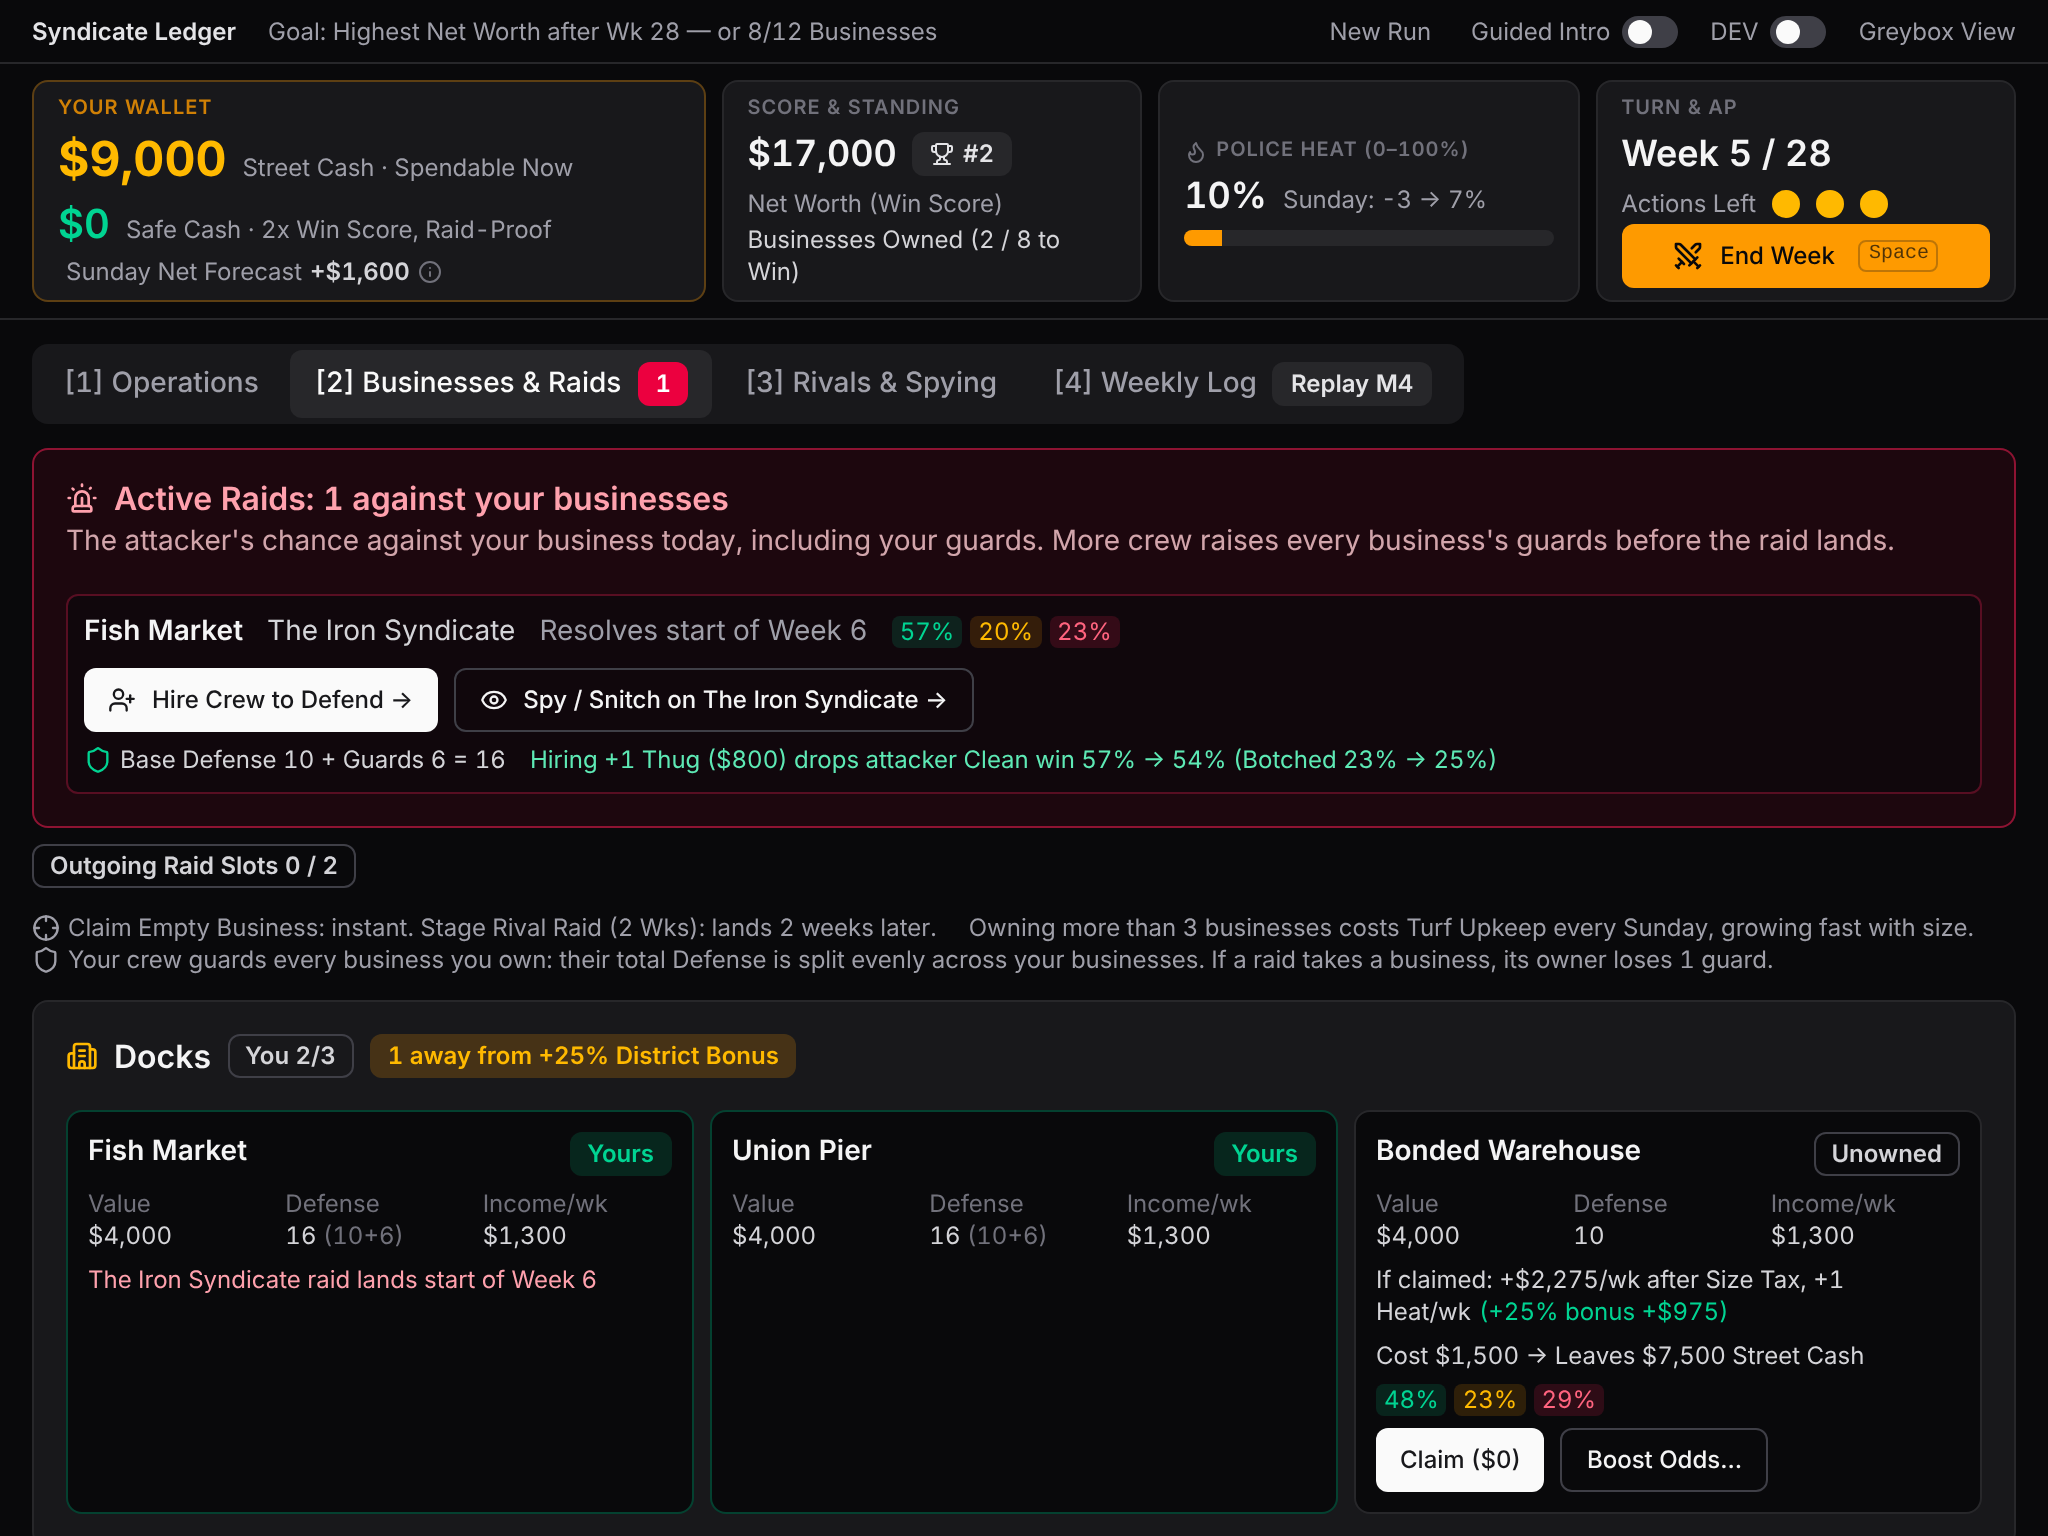 Syndicate Ledger Goal: Highest Net Worth after Wk 28 — or 8/12 Businesses New Run Guided Intro DEV Greybox View
YOUR WALLET
$9,000 Street Cash · Spendable Now
$0 Safe Cash · 2x Win Score, Raid-Proof
Sunday Net Forecast +$1,600
SCORE & STANDING
$17,000 #2
Net Worth (Win Score)
Businesses Owned (2 / 8 to
Win)
POLICE HEAT (0–100%)
10% Sunday: -3 → 7%
TURN & AP
Week 5 / 28
Actions Left
End Week Space
[1] Operations [2] Businesses & Raids 1 [3] Rivals & Spying [4] Weekly Log Replay M4
Active Raids: 1 against your businesses
The attacker's chance against your business today, including your guards. More crew raises every business's guards before the raid lands.
Fish Market The Iron Syndicate Resolves start of Week 6 57% 20% 23%
Hire Crew to Defend → Spy / Snitch on The Iron Syndicate →
Base Defense 10 + Guards 6 = 16 Hiring +1 Thug ($800) drops attacker Clean win 57% → 54% (Botched 23% → 25%)
Outgoing Raid Slots 0 / 2
Claim Empty Business: instant. Stage Rival Raid (2 Wks): lands 2 weeks later. Owning more than 3 businesses costs Turf Upkeep every Sunday, growing fast with size.
Your crew guards every business you own: their total Defense is split evenly across your businesses. If a raid takes a business, its owner loses 1 guard.
Docks You 2/3 1 away from +25% District Bonus
Fish Market Yours
Value Defense Income/wk
$4,000 16 (10+6) $1,300
The Iron Syndicate raid lands start of Week 6
Union Pier Yours
Value Defense Income/wk
$4,000 16 (10+6) $1,300
Bonded Warehouse Unowned
Value Defense Income/wk
$4,000 10 $1,300
If claimed: +$2,275/wk after Size Tax, +1
Heat/wk (+25% bonus +$975)
Cost $1,500 → Leaves $7,500 Street Cash
48% 23% 29%
Claim ($0) Boost Odds...